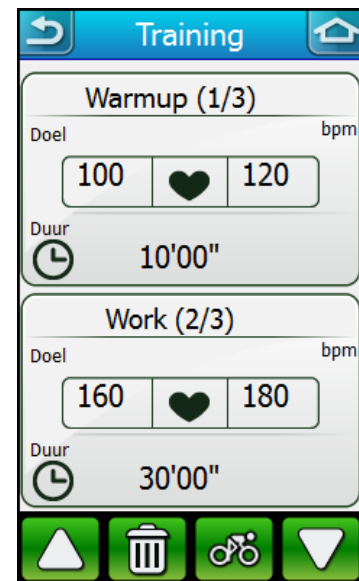 Training
Warmup (1/3)
Doel bpm
100 120
Duur
10'00"
Work (2/3)
Doel bpm
160 180
Duur
30'00"